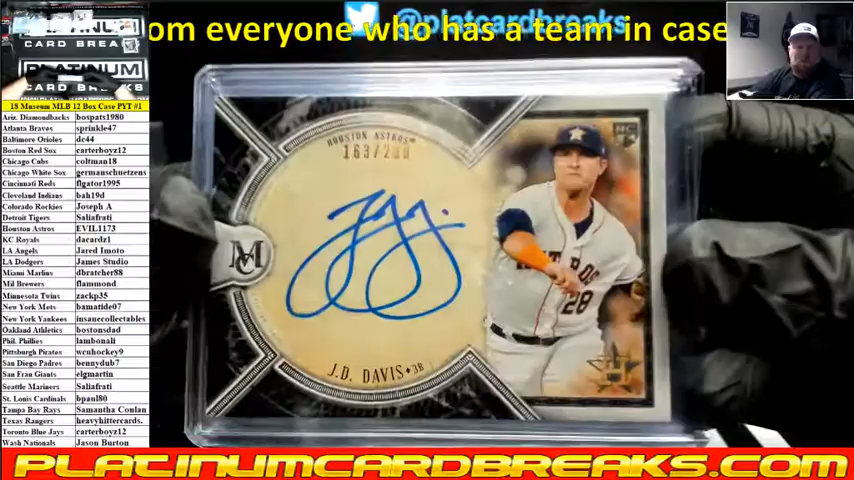 om everyone who has a team in case
@platcardbreaks
PLATINUM
CARD BREAKS
PLATINUM
CARD BREAKS
18 Museum MLB 12 Box Case PYT #1
Ariz. Diamondbacks bospats1980
Atlanta Braves sprinkle47
Baltimore Orioles dc44
Boston Red Sox carterboyz12
Chicago Cubs coltman18
Chicago White Sox germanschuetzens
Cincinnati Reds flgator1995
Cleveland Indians bah19d
Colorado Rockies Joseph A
Detroit Tigers Saliafrati
Houston Astros EVIL1173
KC Royals dacardz1
LA Angels Jared Imoto
LA Dodgers James Studio
Miami Marlins dbratcher88
Mil Brewers flammond
Minnesota Twins zackp35
New York Mets bamatide07
New York Yankees insanecollectables
Oakland Athletics bostonsdad
Phil. Phillies lambonali
Pittsburgh Pirates wcuhockey9
San Diego Padres bennydub7
San Fran Giants elgmartin
Seattle Mariners Saliafrati
St. Louis Cardinals bpaul80
Tampa Bay Rays Samantha Conlan
Texas Rangers heavyhittercards.
Toronto Blue Jays carterboyz12
Wash Nationals Jason Burton
HOUSTON ASTROS
RC
M
28
J.D. DAVIS • 3B
PLATINUMCARDBREAKS.COM